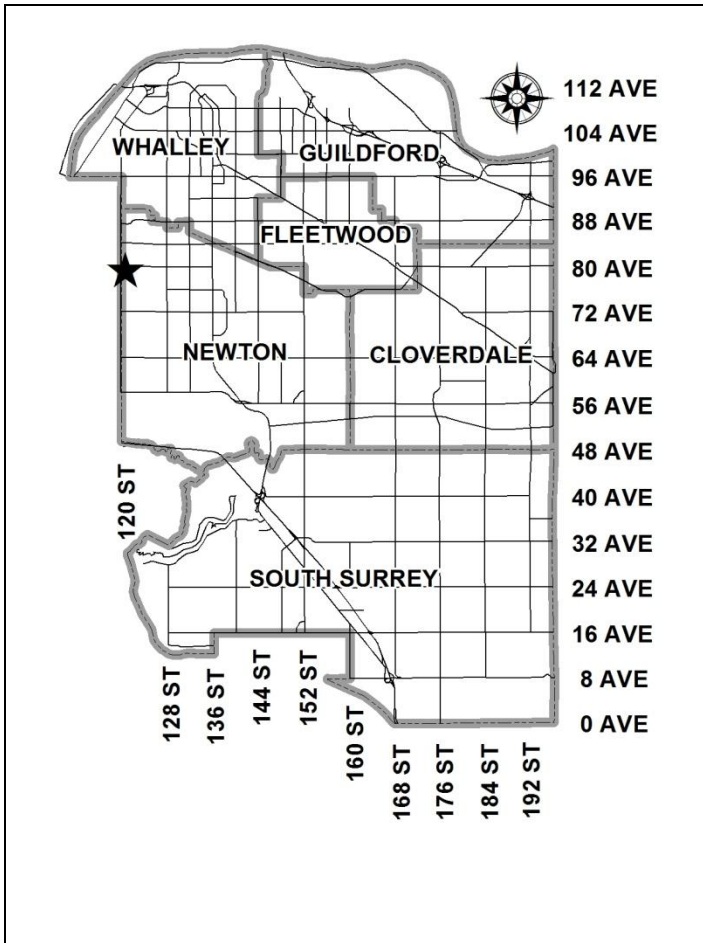 112 AVE
104 AVE
WHALLEY
GUILDFORD
96 AVE
88 AVE
FLEETWOOD
80 AVE
72 AVE
NEWTON
CLOVERDALE
64 AVE
56 AVE
48 AVE
120 ST
40 AVE
32 AVE
SOUTH SURREY
24 AVE
16 AVE
8 AVE
0 AVE
128 ST
136 ST
144 ST
152 ST
160 ST
168 ST
176 ST
184 ST
192 ST